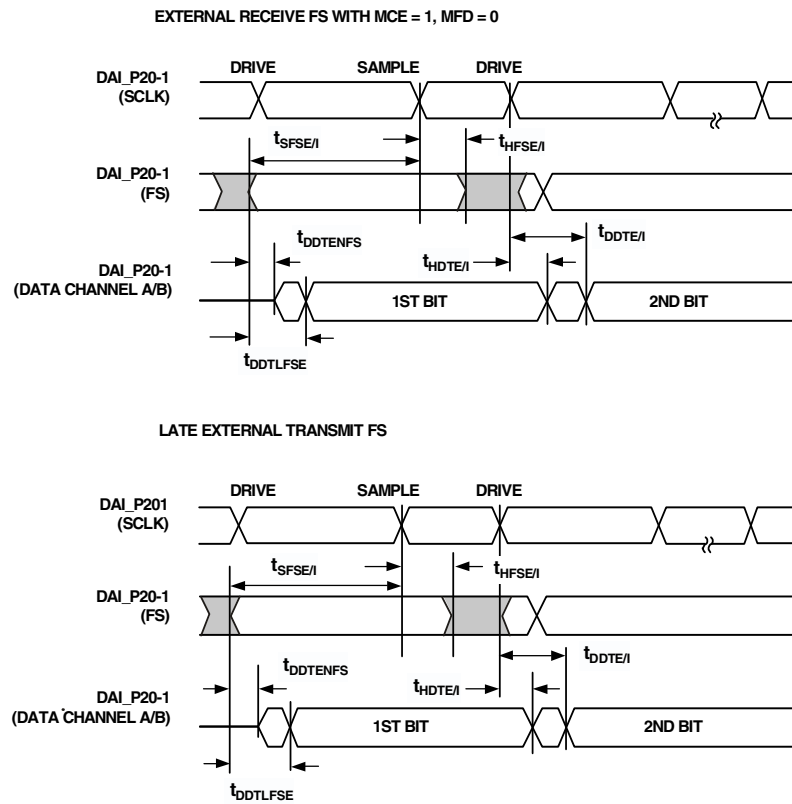 EXTERNAL RECEIVE FS WITH MCE = 1, MFD = 0
DRIVE SAMPLE DRIVE
DAI_P20-1
(SCLK)
tSFSE/I tHFSE/I
DAI_P20-1
(FS)
tDDTENFS tDDTE/I
tHDTE/I
DAI_P20-1
(DATA CHANNEL A/B)
1ST BIT 2ND BIT
tDDTLFSE
LATE EXTERNAL TRANSMIT FS
DRIVE SAMPLE DRIVE
DAI_P201
(SCLK)
tSFSE/I tHFSE/I
DAI_P20-1
(FS)
tDDTENFS tDDTE/I
tHDTE/I
DAI_P20-1
(DATA CHANNEL A/B)
1ST BIT 2ND BIT
tDDTLFSE